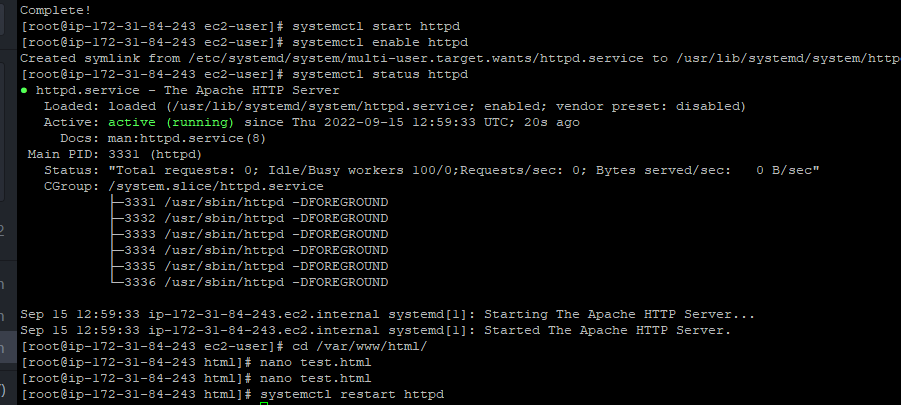 Complete!
[root@ip-172-31-84-243 ec2-user]# systemctl start httpd
[root@ip-172-31-84-243 ec2-user]# systemctl enable httpd
Created symlink from /etc/systemd/system/multi-user.target.wants/httpd.service to /usr/lib/systemd/system/http
[root@ip-172-31-84-243 ec2-user]# systemctl status httpd
● httpd.service - The Apache HTTP Server
   Loaded: loaded (/usr/lib/systemd/system/httpd.service; enabled; vendor preset: disabled)
   Active: active (running) since Thu 2022-09-15 12:59:33 UTC; 20s ago
     Docs: man:httpd.service(8)
 Main PID: 3331 (httpd)
   Status: "Total requests: 0; Idle/Busy workers 100/0;Requests/sec: 0; Bytes served/sec:   0 B/sec"
   CGroup: /system.slice/httpd.service
           ├─3331 /usr/sbin/httpd -DFOREGROUND
           ├─3332 /usr/sbin/httpd -DFOREGROUND
           ├─3333 /usr/sbin/httpd -DFOREGROUND
           ├─3334 /usr/sbin/httpd -DFOREGROUND
           ├─3335 /usr/sbin/httpd -DFOREGROUND
           └─3336 /usr/sbin/httpd -DFOREGROUND
Sep 15 12:59:33 ip-172-31-84-243.ec2.internal systemd[1]: Starting The Apache HTTP Server...
Sep 15 12:59:33 ip-172-31-84-243.ec2.internal systemd[1]: Started The Apache HTTP Server.
[root@ip-172-31-84-243 ec2-user]# cd /var/www/html/
[root@ip-172-31-84-243 html]# nano test.html
[root@ip-172-31-84-243 html]# nano test.html
[root@ip-172-31-84-243 html]# systemctl restart httpd